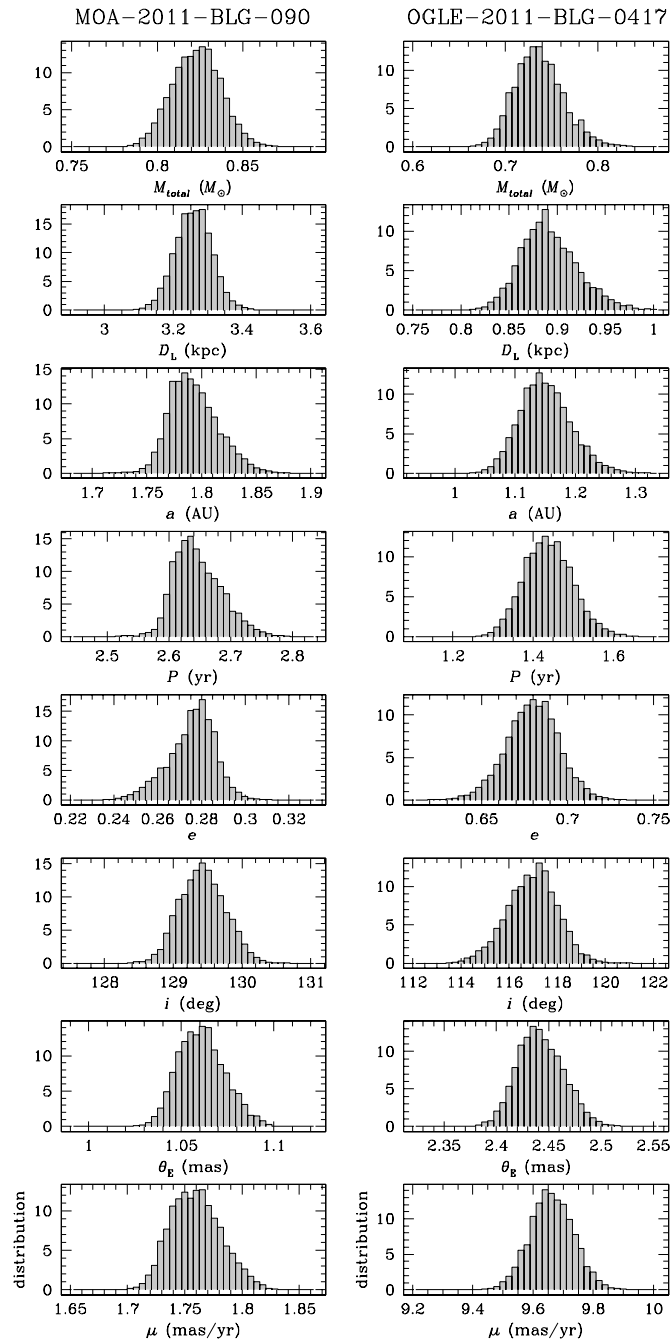 MOA-2011-BLG-090 OGLE-2011-BLG-0417
10
5
0
0.75 0.8 0.85
M_total (M_⊙)
10
5
0
0.6 0.7 0.8
M_total (M_⊙)
15
10
5
0
3 3.2 3.4 3.6
D_L (kpc)
10
5
0
0.75 0.8 0.85 0.9 0.95 1
D_L (kpc)
15
10
5
0
1.7 1.75 1.8 1.85 1.9
a (AU)
10
5
0
1 1.1 1.2 1.3
a (AU)
15
10
5
0
2.5 2.6 2.7 2.8
P (yr)
10
5
0
1.2 1.4 1.6
P (yr)
15
10
5
0
0.22 0.24 0.26 0.28 0.3 0.32
e
10
5
0
0.65 0.7 0.75
e
15
10
5
0
128 129 130 131
i (deg)
10
5
0
112 114 116 118 120 122
i (deg)
10
5
0
1 1.05 1.1
θ_E (mas)
10
5
0
2.35 2.4 2.45 2.5 2.55
θ_E (mas)
distribution
10
5
0
1.65 1.7 1.75 1.8 1.85
μ (mas/yr)
distribution
10
5
0
9.2 9.4 9.6 9.8 10
μ (mas/yr)